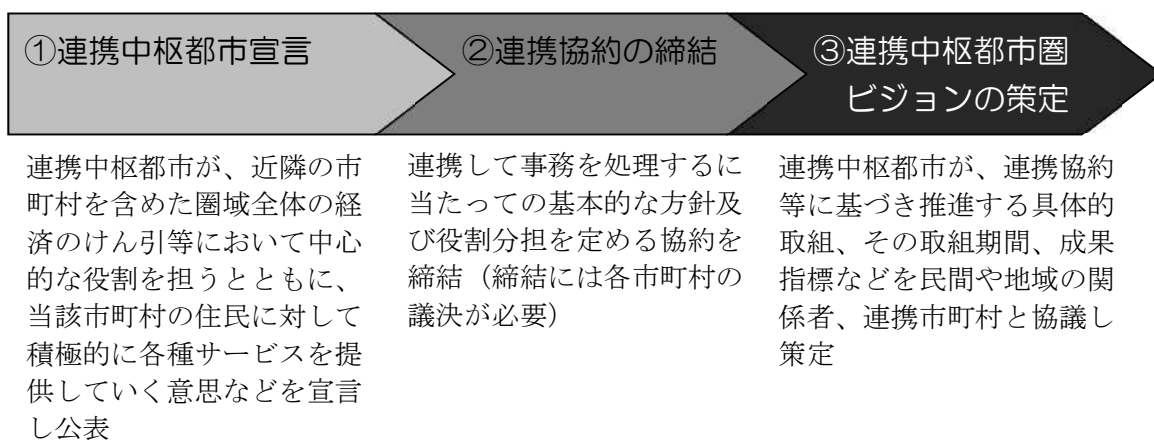 ①連携中枢都市宣言
②連携協約の締結
③連携中枢都市圏
ビジョンの策定
連携中枢都市が、近隣の市
町村を含めた圏域全体の経
済のけん引等において中心
的な役割を担うとともに、
当該市町村の住民に対して
積極的に各種サービスを提
供していく意思などを宣言
し公表
連携して事務を処理するに
当たっての基本的な方針及
び役割分担を定める協約を
締結（締結には各市町村の
議決が必要）
連携中枢都市が、連携協約
等に基づき推進する具体的
取組、その取組期間、成果
指標などを民間や地域の関
係者、連携市町村と協議し
策定